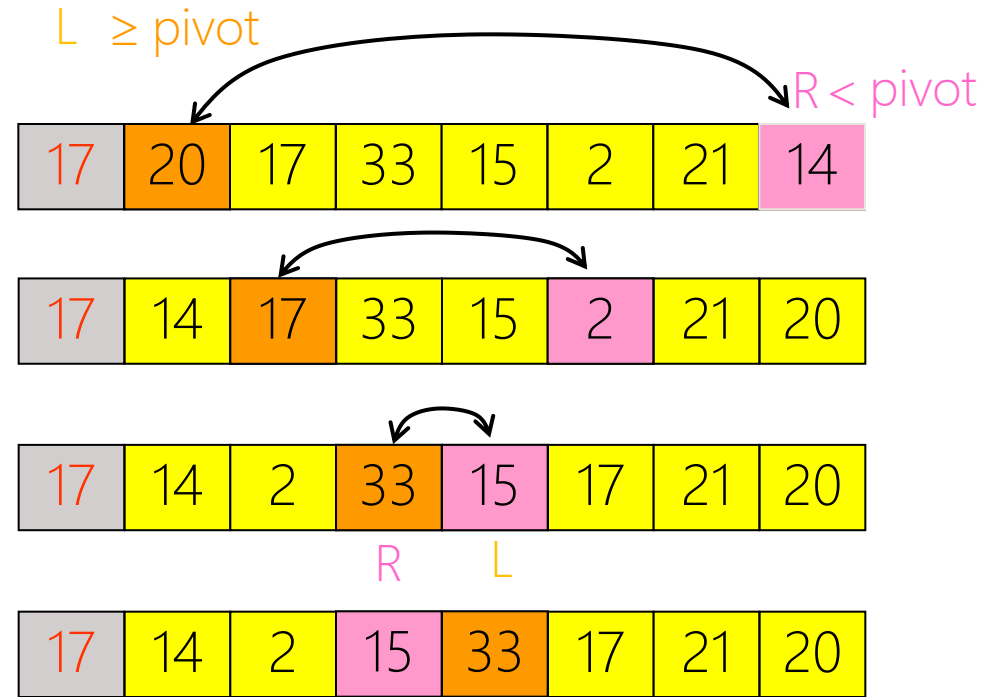 L ≥ pivot
R < pivot
17 20 17 33 15 2 21 14
17 14 17 33 15 2 21 20
17 14 2 33 15 17 21 20
R L
17 14 2 15 33 17 21 20